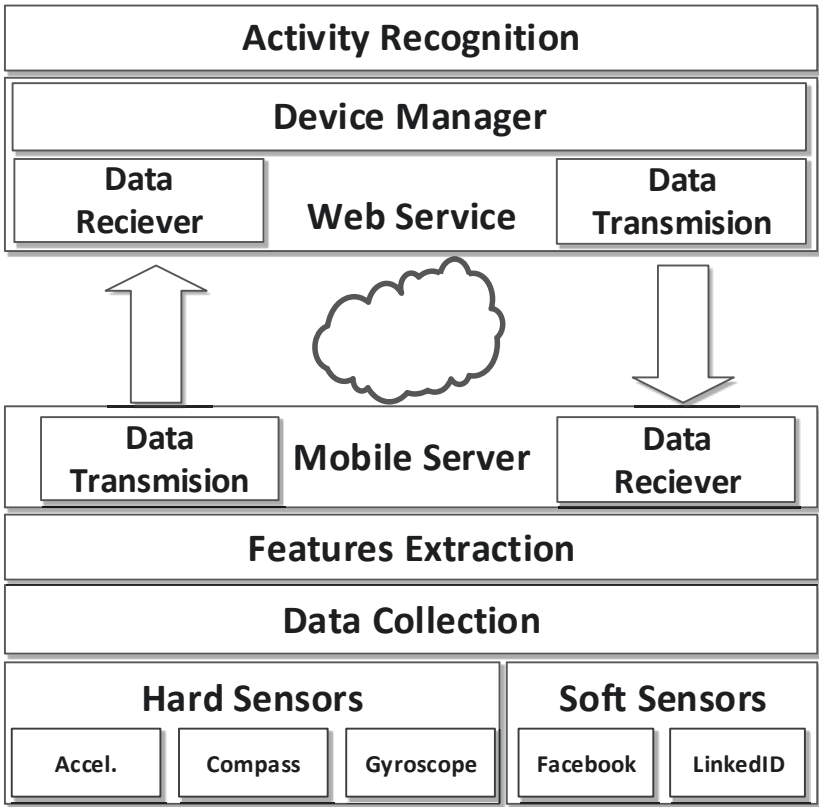 Activity Recognition
Device Manager
Data
Reciever
Web Service
Data
Transmision
Data
Transmision
Mobile Server
Data
Reciever
Features Extraction
Data Collection
Hard Sensors
Soft Sensors
Accel.
Compass
Gyroscope
Facebook
LinkedID